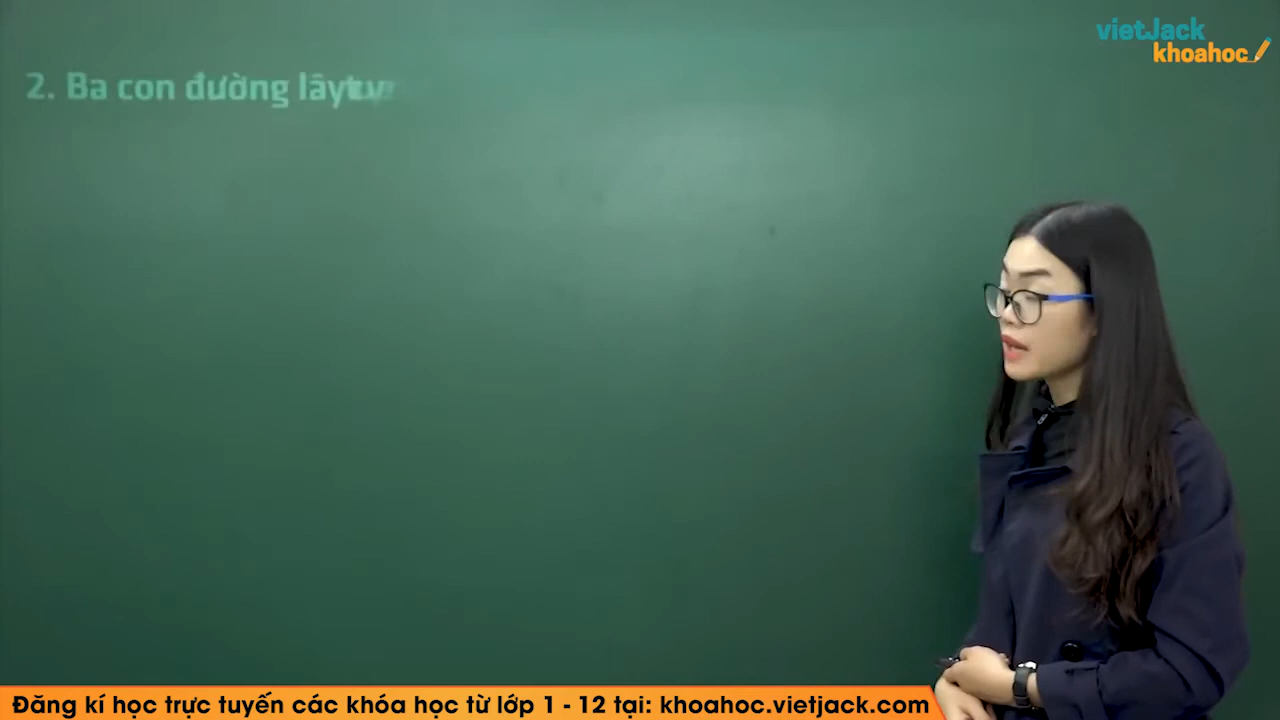 vietJack
khoahoc
2. Ba con đường
Đăng kí học trực tuyến các khóa học từ lớp 1 - 12 tại: khoahoc.vietjack.com